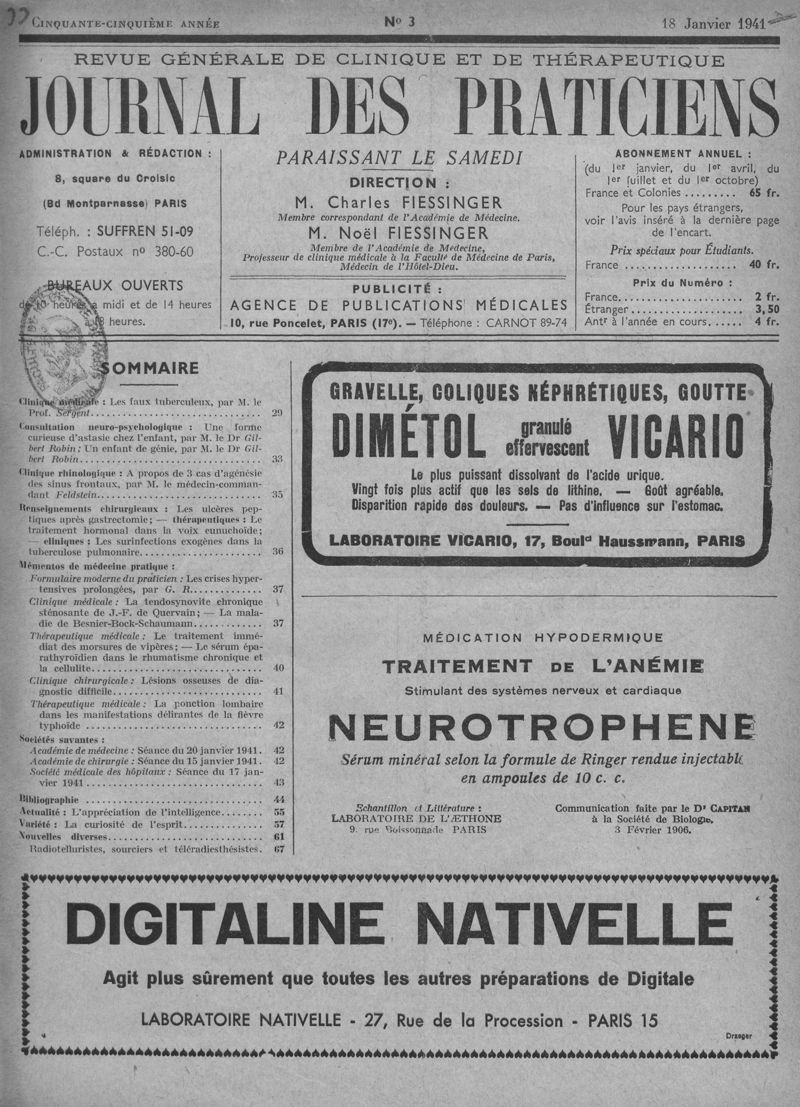 CINQUANTE-CINQUIÈME ANNÉE
No 3
18 Janvier 1941
REVUE GÉNÉRALE DE CLINIQUE ET DE THÉRAPEUTIQUE
JOURNAL DES PRATICIENS
ADMINISTRATION & RÉDACTION :
8, square du Croisic
(Bd Montparnasse) PARIS
Téléph. : SUFFREN 51-09
C.-C. Postaux no 380-60
BUREAUX OUVERTS
de 10 heures a midi et de 14 heures
heures.
PARAISSANT LE SAMEDI
DIRECTION :
M. Charles FIESSINGER
Membre correspondant de l'Académie de Médecine.
M. Noël FIESSINGER
Membre de l'Académie de Médecine,
Professeur de clinique médicale à la Faculté de Médecine de Paris,
Médecin de l'Hôtel-Dieu.
PUBLICITÉ :
AGENCE DE PUBLICATIONS MÉDICALES
10, rue Poncelet, PARIS (17e). — Téléphone : CARNOT 89-74
ABONNEMENT ANNUEL :
(du 1er janvier, du 1er avril, du
1er juillet et du 1er octobre)
France et Colonies ......... 65 fr.
Pour les pays étrangers,
voir l'avis inséré à la dernière page
de l'encart.
Prix spéciaux pour Étudiants.
France ................... 40 fr.
Prix du Numéro :
France.................... 2 fr.
Étranger.................. 3,50
Antr à l'année en cours...... 4 fr.
SOMMAIRE
Clinique médicale : Les faux tuberculeux, par M. le
Prof. Sergent.............................. 29
Consultation neuro-psychologique : Une forme
curieuse d'astasie chez l'enfant, par M. le Dr Gil-
bert Robin ; Un enfant de génie, par M. le Dr Gil-
bert Robin................................ 33
Clinique rhinologique : A propos de 3 cas d'agénésie
des sinus frontaux, par M. le médecin-comman-
dant Feldstein............................ 35
Renseignements chirurgicaux : Les ulcères pep-
tiques après gastrectomie ; — thérapeutiques : Le
traitement hormonal dans la voix eunuchoïde ;
— cliniques : Les surinfections exogènes dans la
tuberculose pulmonaire..................... 36
Mémentos de médecine pratique :
Formulaire moderne du praticien : Les crises hyper-
tensives prolongées, par G. R............. 37
Clinique médicale : La tendosynovite chronique
sténosante de J.-F. de Quervain ; — La mala-
die de Besnier-Bock-Schaumann............ 37
Thérapeutique médicale : Le traitement immé-
diat des morsures de vipères ; — Le sérum épa-
rathyroïdien dans le rhumatisme chronique et
la cellulite.............................. 40
Clinique chirurgicale : Lésions osseuses de dia-
gnostic difficile.......................... 41
Thérapeutique médicale : La ponction lombaire
dans les manifestations délirantes de la fièvre
typhoïde ............................... 42
Sociétés savantes :
Académie de médecine : Séance du 20 janvier 1941. 42
Académie de chirurgie : Séance du 15 janvier 1941. 42
Société médicale des hôpitaux : Séance du 17 jan-
vier 1941 ............................... 43
Bibliographie ............................... 44
Actualité : L'appréciation de l'intelligence........ 55
Variété : La curiosité de l'esprit.............. 57
Nouvelles diverses........................... 61
Radiotelluristes, sourciers et téléradiesthésistes. 67
GRAVELLE, COLIQUES NÉPHRÉTIQUES, GOUTTE
DIMÉTOL granulé effervescent VICARIO
Le plus puissant dissolvant de l'acide urique.
Vingt fois plus actif que les sels de lithine. — Goût agréable.
Disparition rapide des douleurs. — Pas d'influence sur l'estomac.
LABORATOIRE VICARIO, 17, Bould Haussmann, PARIS
MÉDICATION HYPODERMIQUE
TRAITEMENT DE L'ANÉMIE
Stimulant des systèmes nerveux et cardiaque
NEUROTROPHENE
Sérum minéral selon la formule de Ringer rendue injectable
en ampoules de 10 c. c.
Échantillon et Littérature :
LABORATOIRE DE L'ÆTHONE
9, rue Boissonnade PARIS
Communication faite par le Dr CAPITAN
à la Société de Biologie,
3 Février 1906.
DIGITALINE NATIVELLE
Agit plus sûrement que toutes les autres préparations de Digitale
LABORATOIRE NATIVELLE - 27, Rue de la Procession - PARIS 15
Draeger